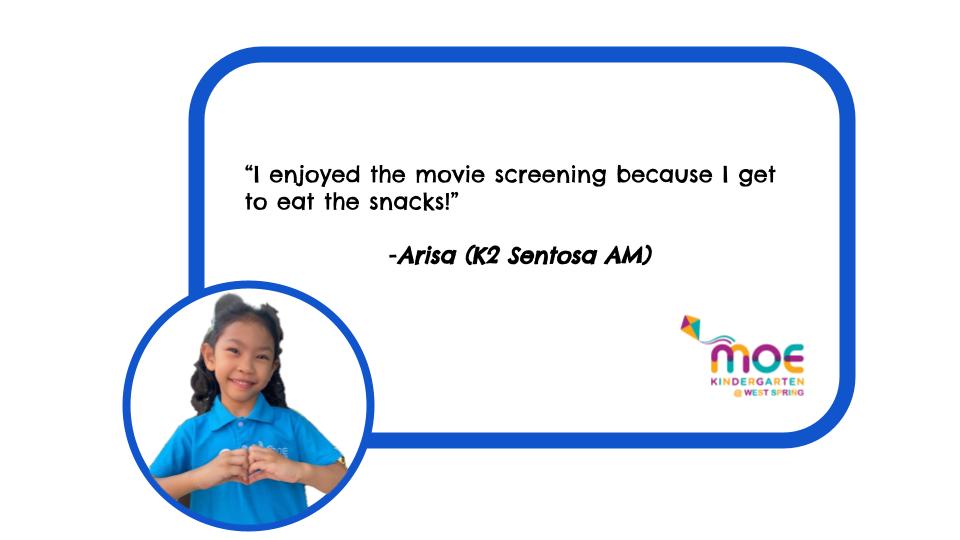 “I enjoyed the movie screening because I get
to eat the snacks!”
-Arisa (K2 Sentosa AM)
moe
KINDERGARTEN
@ WEST SPRING